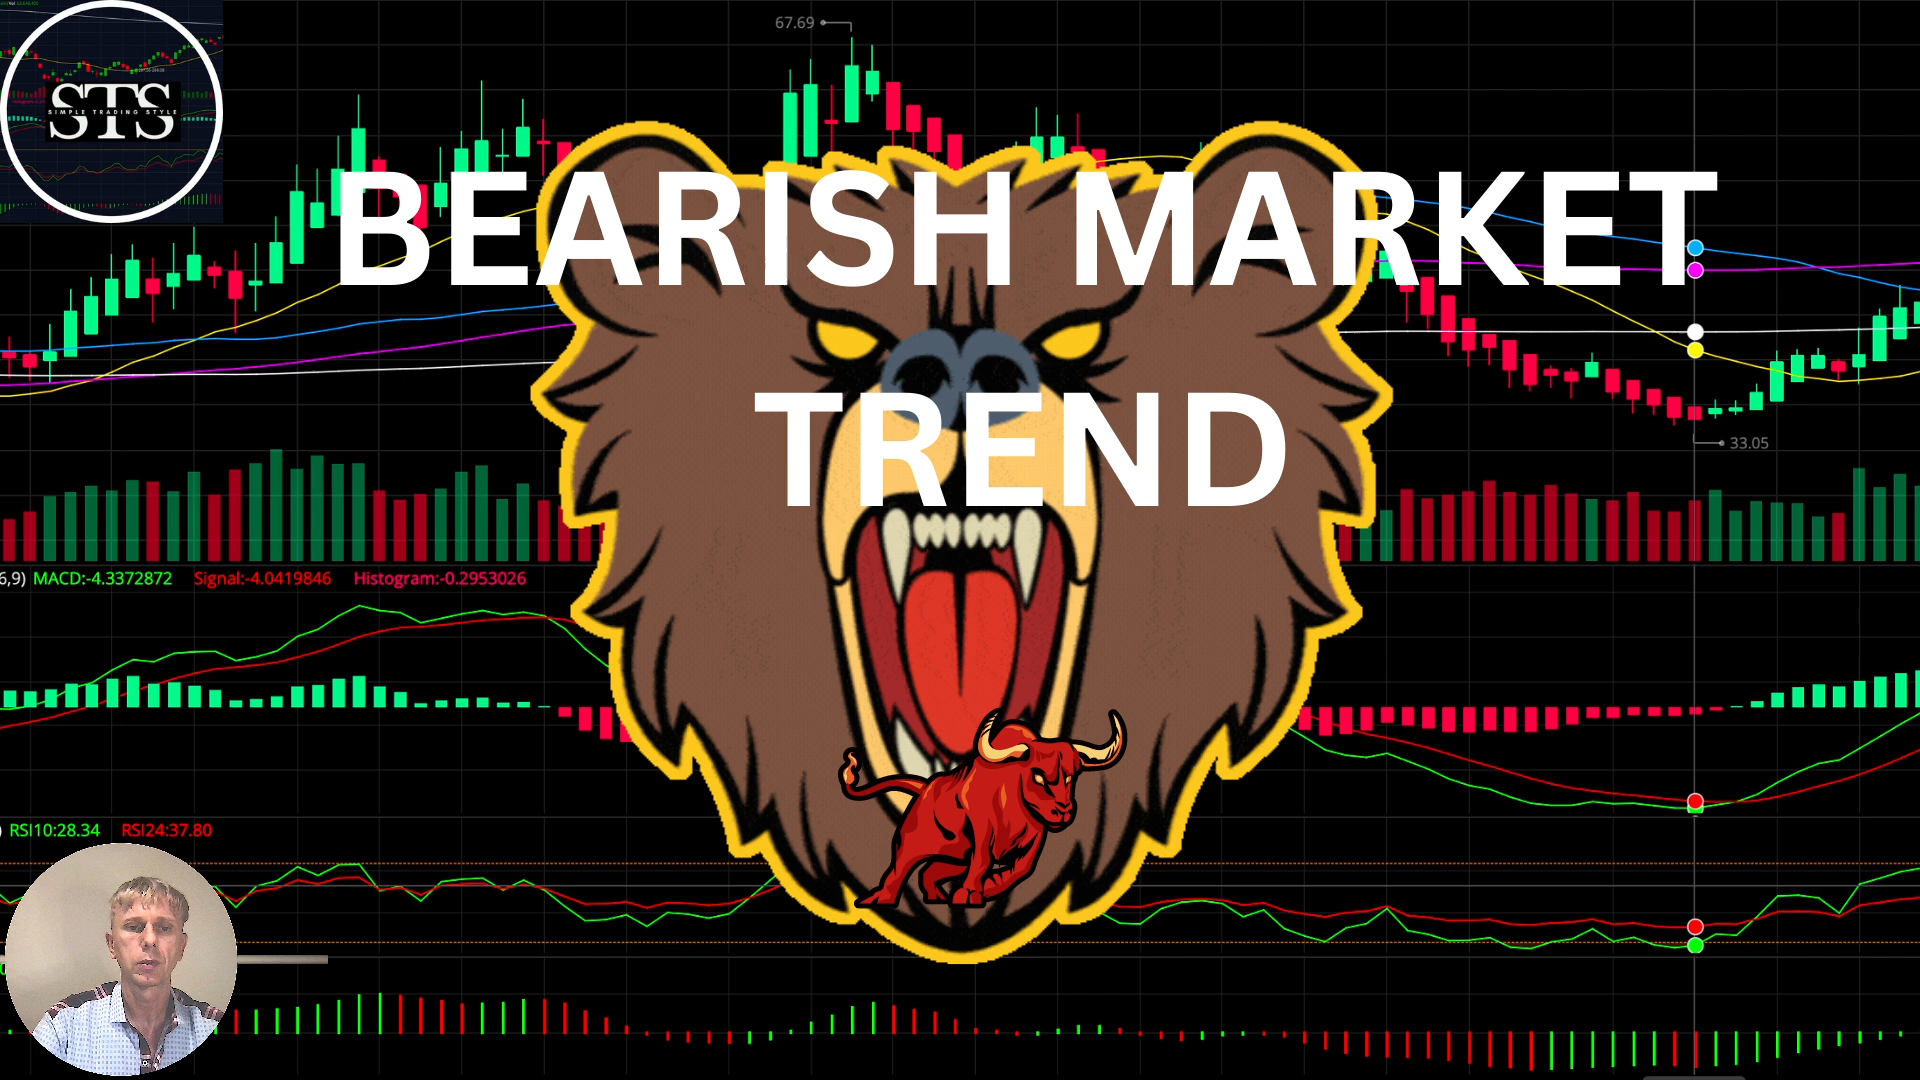 67.69
STS
SIMPLE TRADING STYLE
BEARISH MARKET
TREND
33.05
6,9) MACD:-4.3372872 Signal:-4.0419846 Histogram:-0.2953026
) RSI10:28.34 RSI24:37.80